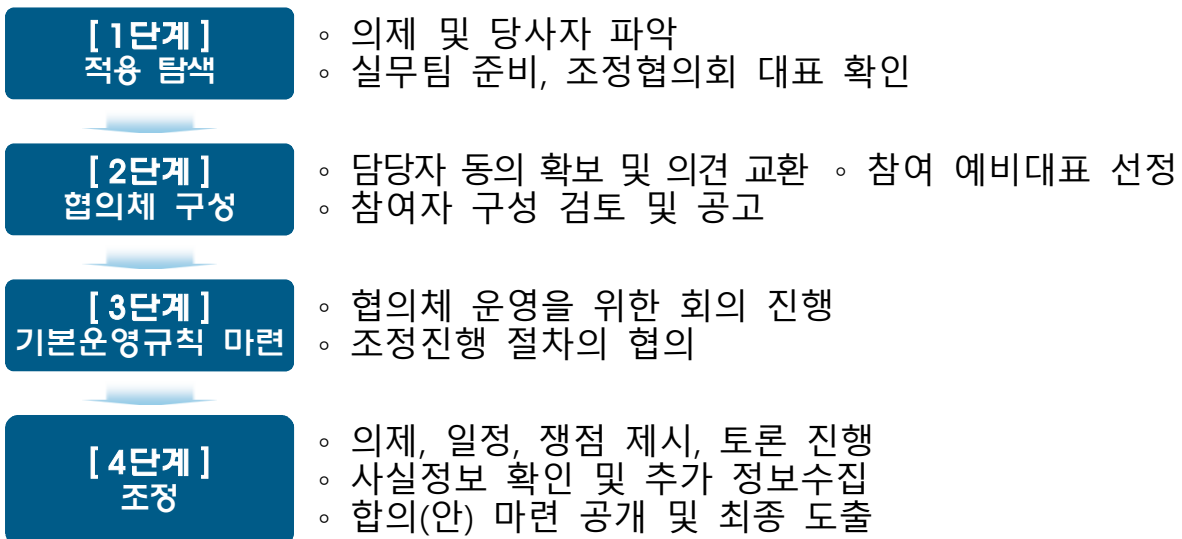 [1단계]
적용 탐색
◦ 의제 및 당사자 파악
◦ 실무팀 준비, 조정협의회 대표 확인
[2단계]
협의체 구성
◦ 담당자 동의 확보 및 의견 교환 ◦ 참여 예비대표 선정
◦ 참여자 구성 검토 및 공고
[3단계]
기본운영규칙 마련
◦ 협의체 운영을 위한 회의 진행
◦ 조정진행 절차의 협의
[4단계]
조정
◦ 의제, 일정, 쟁점 제시, 토론 진행
◦ 사실정보 확인 및 추가 정보수집
◦ 합의(안) 마련 공개 및 최종 도출